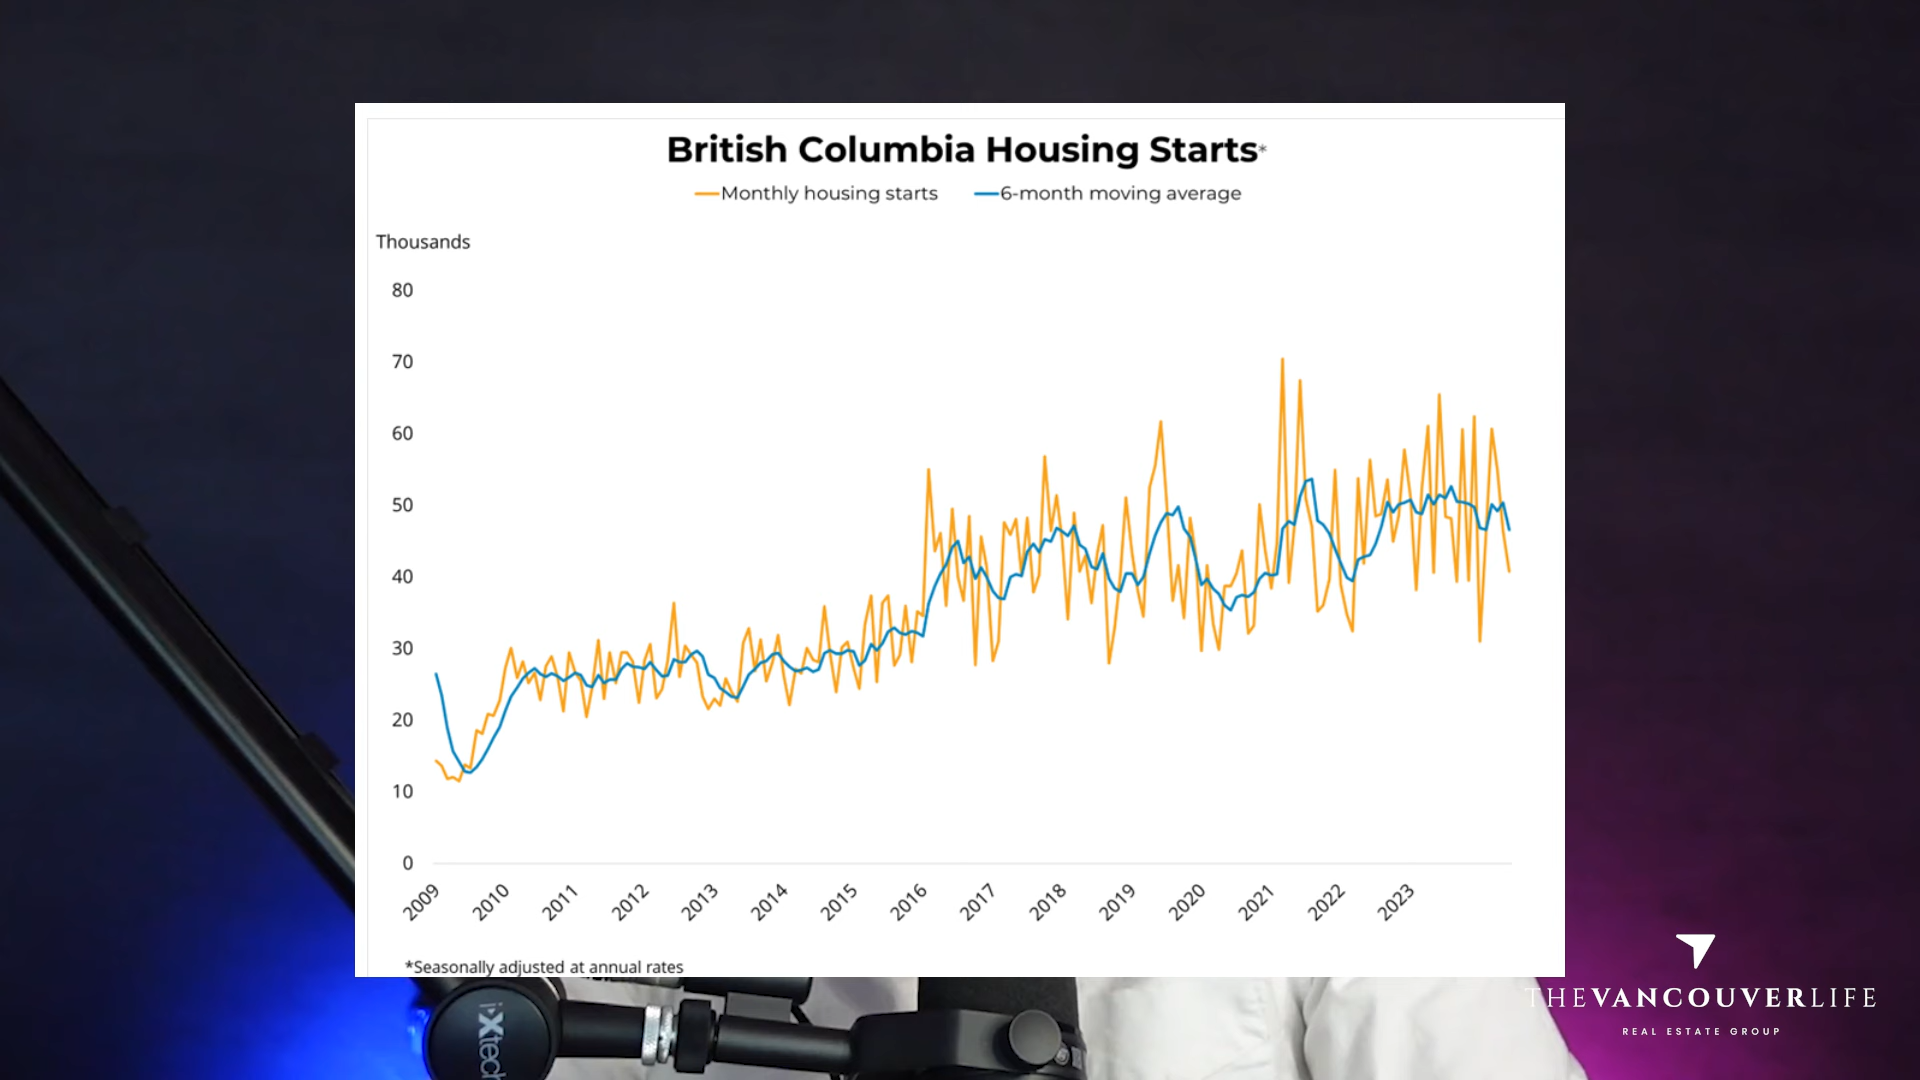 British Columbia Housing Starts*
Monthly housing starts 6-month moving average
Thousands
80
70
60
50
40
30
20
10
0
2009 2010 2011 2012 2013 2014 2015 2016 2017 2018 2019 2020 2021 2022 2023
*Seasonally adjusted at annual rates
iXtech
THEVANCOUVERLIFE
REAL ESTATE GROUP